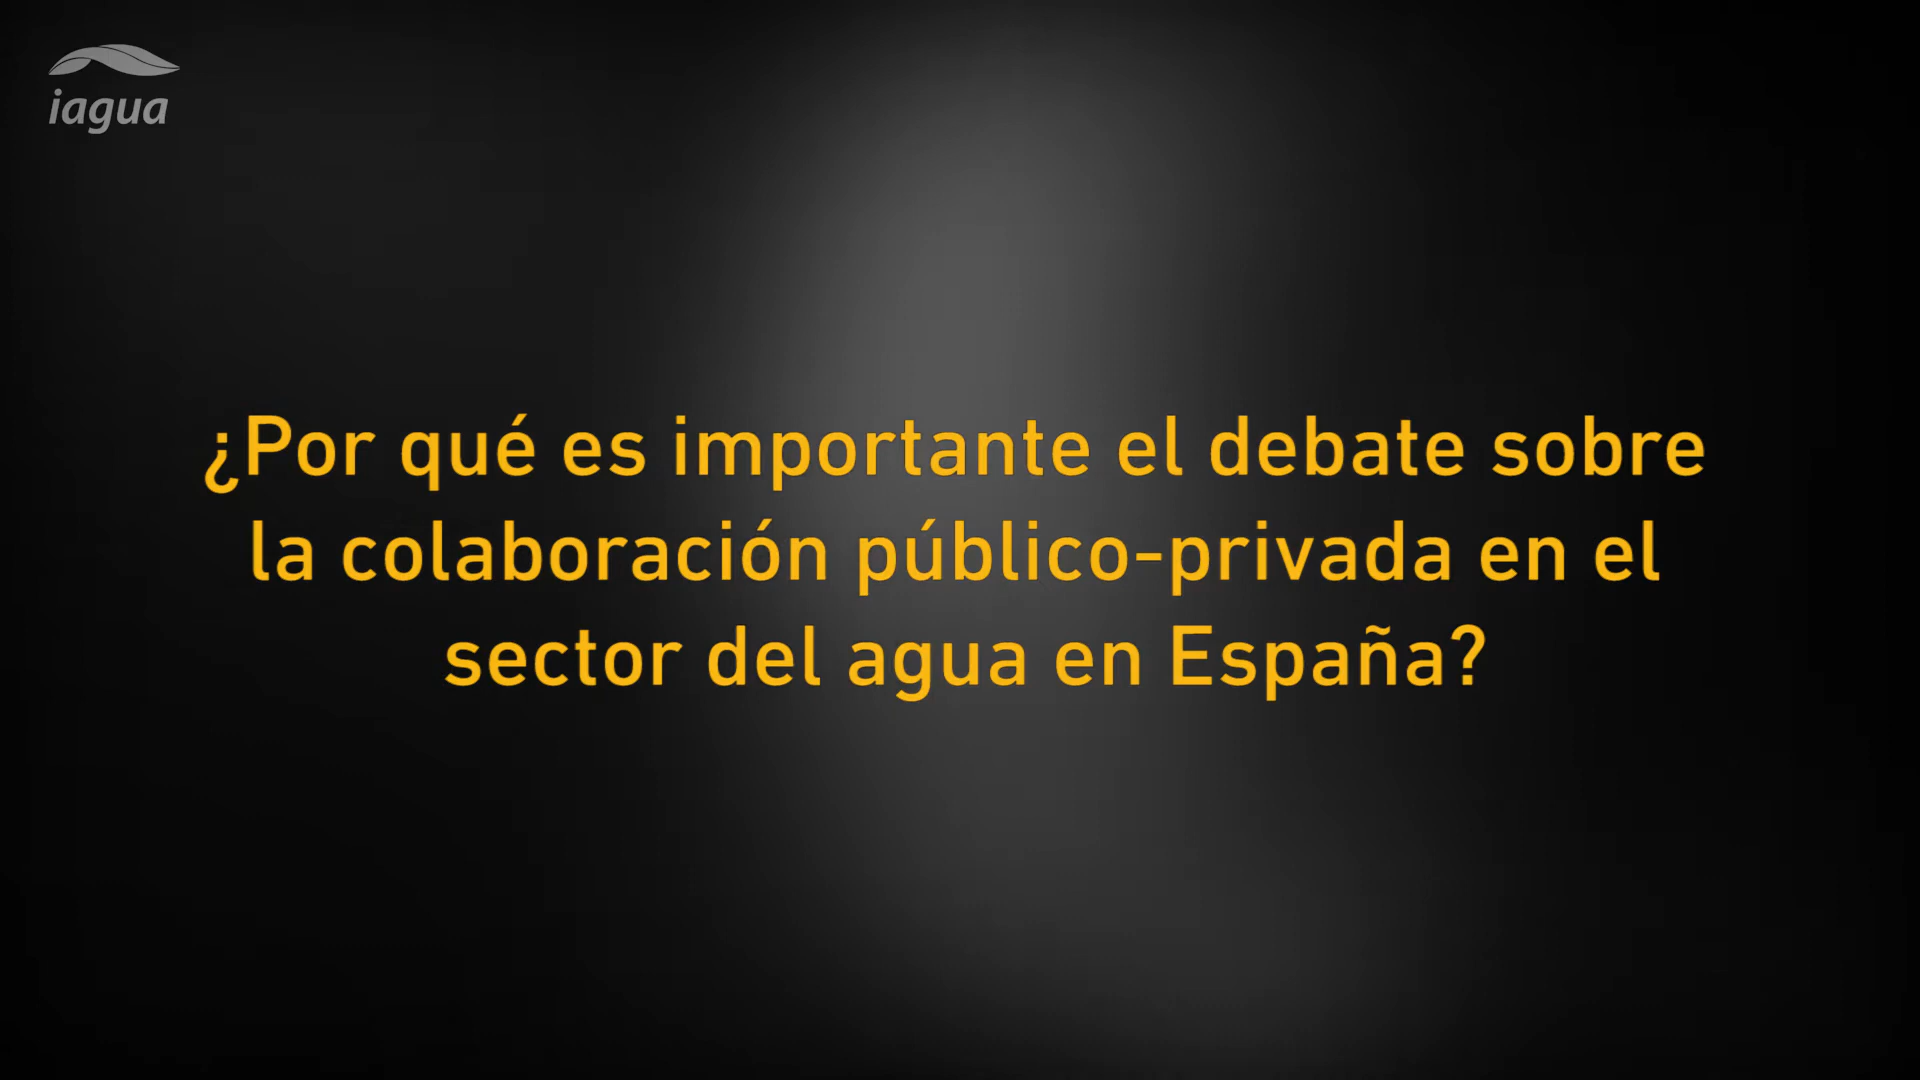 iagua
¿Por qué es importante el debate sobre
la colaboración público-privada en el
sector del agua en España?